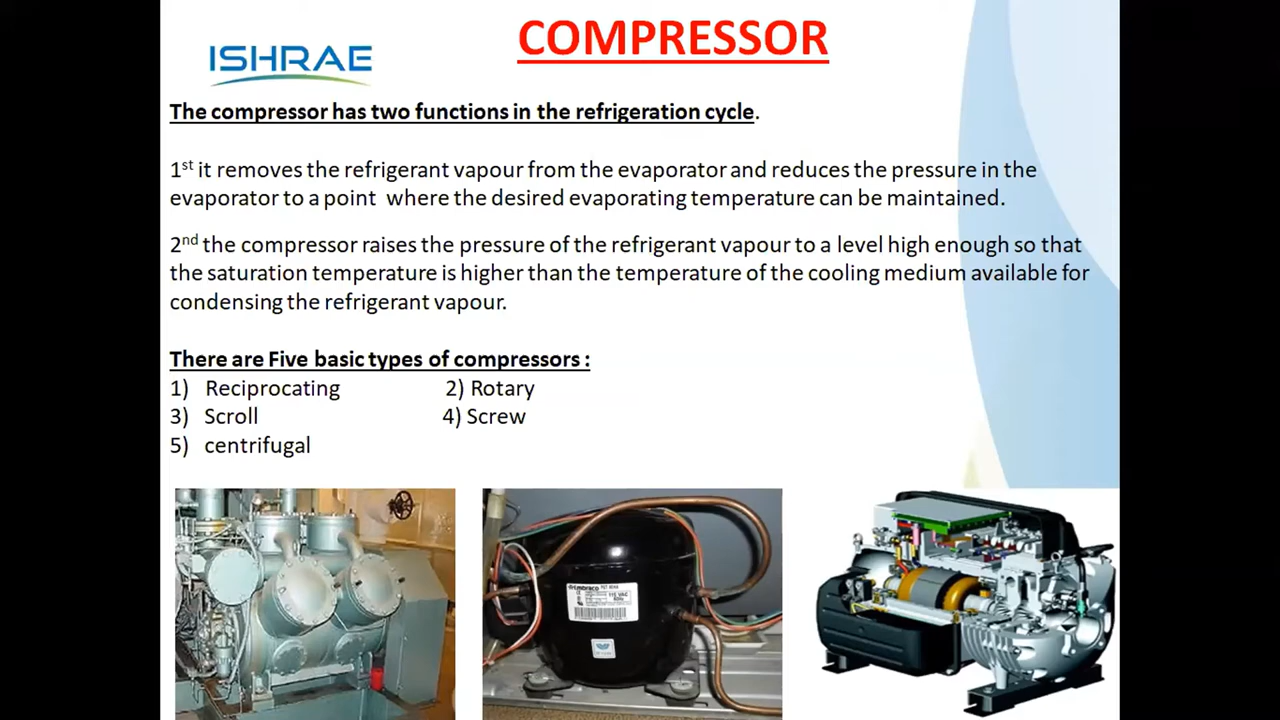 COMPRESSOR
ISHRAE
The compressor has two functions in the refrigeration cycle.
1st it removes the refrigerant vapour from the evaporator and reduces the pressure in the
evaporator to a point where the desired evaporating temperature can be maintained.
2nd the compressor raises the pressure of the refrigerant vapour to a level high enough so that
the saturation temperature is higher than the temperature of the cooling medium available for
condensing the refrigerant vapour.
There are Five basic types of compressors :
1) Reciprocating 2) Rotary
3) Scroll 4) Screw
5) centrifugal
embraco
115 VAC